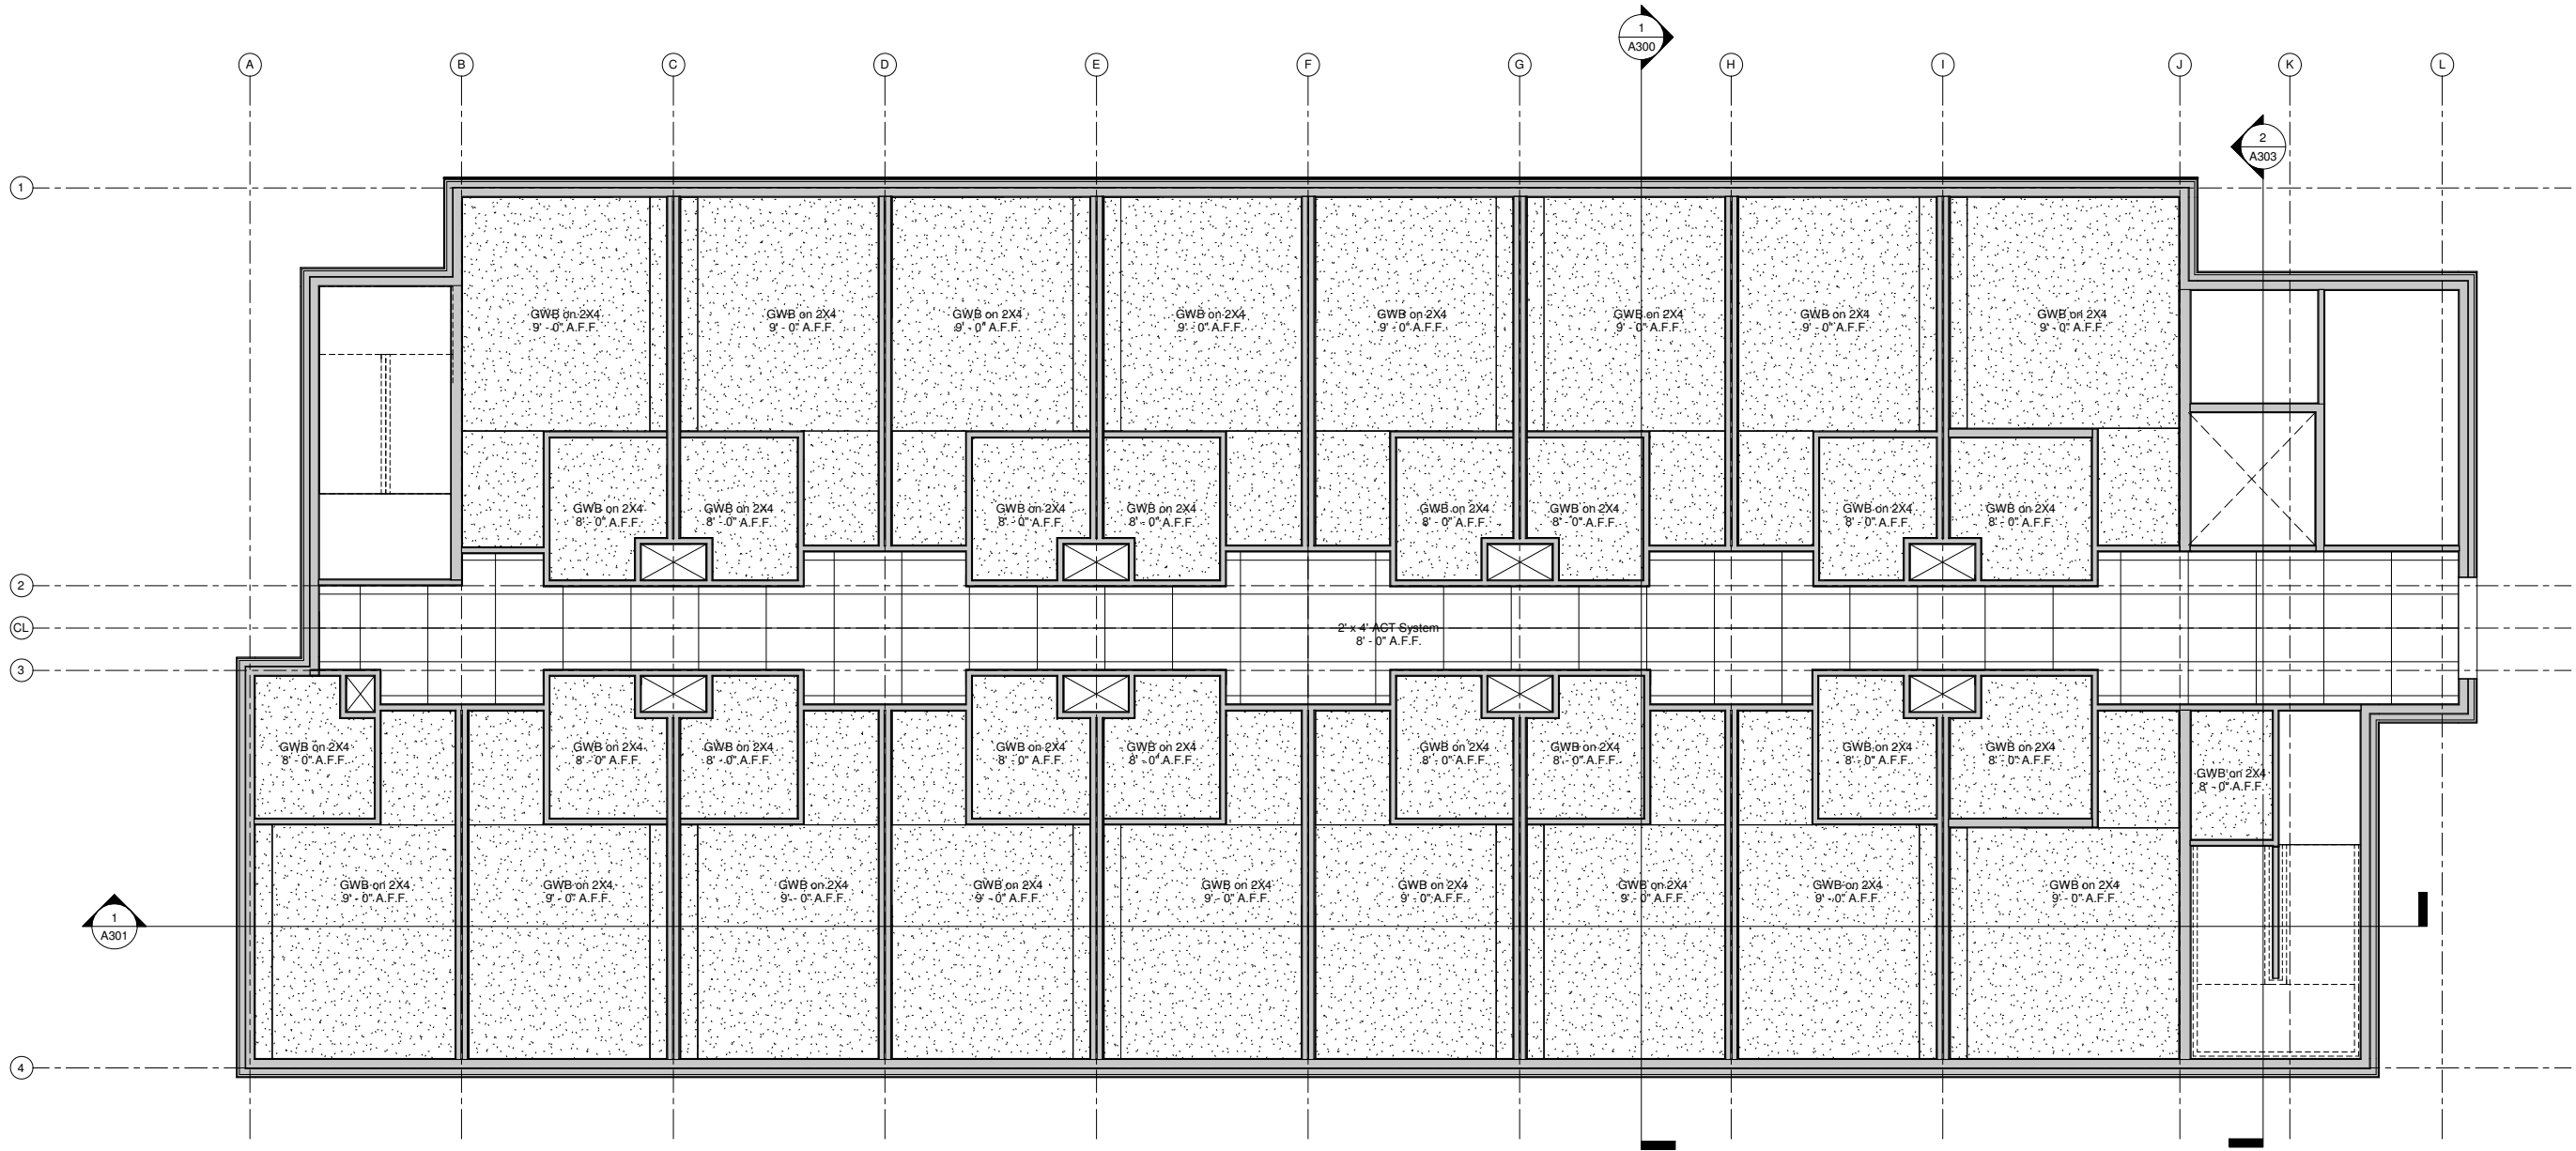 1
A300
A
B
C
D
E
F
G
H
I
J
K
L
2
A303
1
GWB on 2X4
9' - 0" A.F.F.
GWB on 2X4
9' - 0" A.F.F.
GWB on 2X4
9' - 0" A.F.F.
GWB on 2X4
9' - 0" A.F.F.
GWB on 2X4
9' - 0" A.F.F.
GWB on 2X4
9' - 0" A.F.F.
GWB on 2X4
9' - 0" A.F.F.
GWB on 2X4
9' - 0" A.F.F.
GWB on 2X4
8' - 0" A.F.F.
GWB on 2X4
8' - 0" A.F.F.
GWB on 2X4
8' - 0" A.F.F.
GWB on 2X4
8' - 0" A.F.F.
GWB on 2X4
8' - 0" A.F.F.
GWB on 2X4
8' - 0" A.F.F.
GWB on 2X4
8' - 0" A.F.F.
GWB on 2X4
8' - 0" A.F.F.
2
CL
2' x 4' ACT System
8' - 0" A.F.F.
3
GWB on 2X4
8' - 0" A.F.F.
GWB on 2X4
8' - 0" A.F.F.
GWB on 2X4
8' - 0" A.F.F.
GWB on 2X4
8' - 0" A.F.F.
GWB on 2X4
8' - 0" A.F.F.
GWB on 2X4
8' - 0" A.F.F.
GWB on 2X4
8' - 0" A.F.F.
GWB on 2X4
8' - 0" A.F.F.
GWB on 2X4
8' - 0" A.F.F.
GWB on 2X4
8' - 0" A.F.F.
GWB on 2X4
9' - 0" A.F.F.
GWB on 2X4
9' - 0" A.F.F.
GWB on 2X4
9' - 0" A.F.F.
GWB on 2X4
9' - 0" A.F.F.
GWB on 2X4
9' - 0" A.F.F.
GWB on 2X4
9' - 0" A.F.F.
GWB on 2X4
9' - 0" A.F.F.
GWB on 2X4
9' - 0" A.F.F.
GWB on 2X4
9' - 0" A.F.F.
1
A301
4